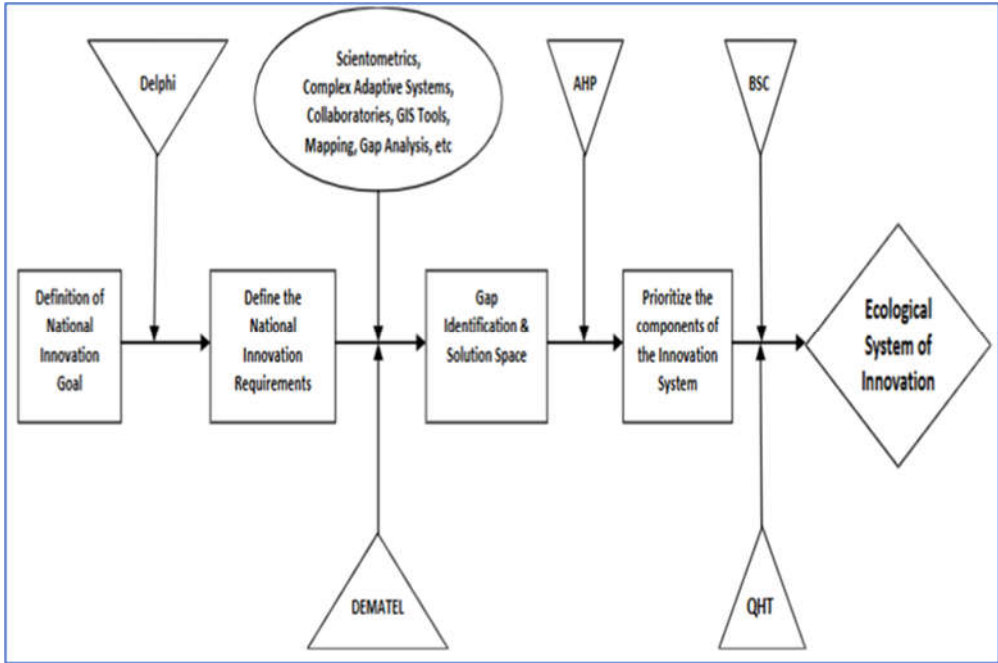 Delphi
Scientometrics,
Complex Adaptive Systems,
Collaboratories, GIS Tools,
Mapping, Gap Analysis, etc
AHP
BSC
Definition of
National
Innovation
Goal
Define the
National
Innovation
Requirements
Gap
Identification &
Solution Space
Prioritize the
components of
the Innovation
System
Ecological
System of
Innovation
DEMATEL
QHT